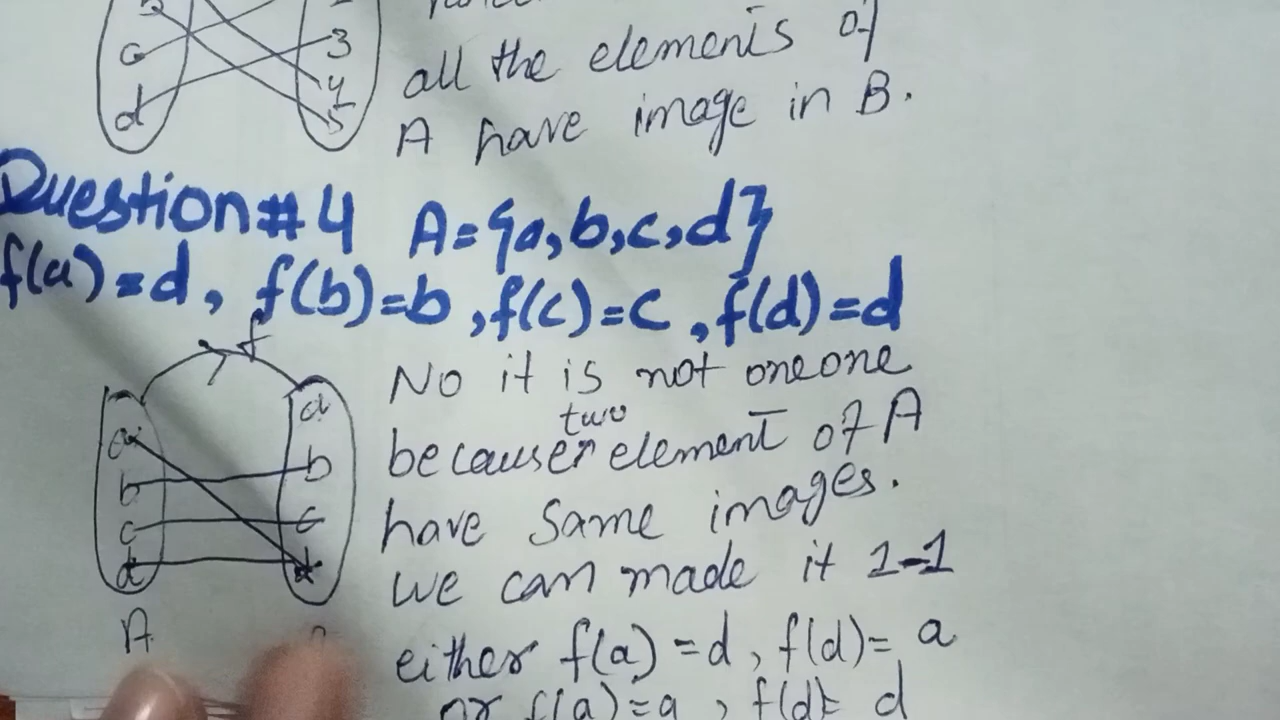 3
c
all the elements of
4
d
5
A have image in B.
Question#4 A={a,b,c,d}
f(a)=d, f(b)=b, f(c)=c, f(d)=d
f
No it is not oneone
a
two
a
because element of A
b
b
c
c
have same images.
d
d
we can made it 1-1
A
either f(a)=d, f(d)=a
or f(a)=a, f(d)=d